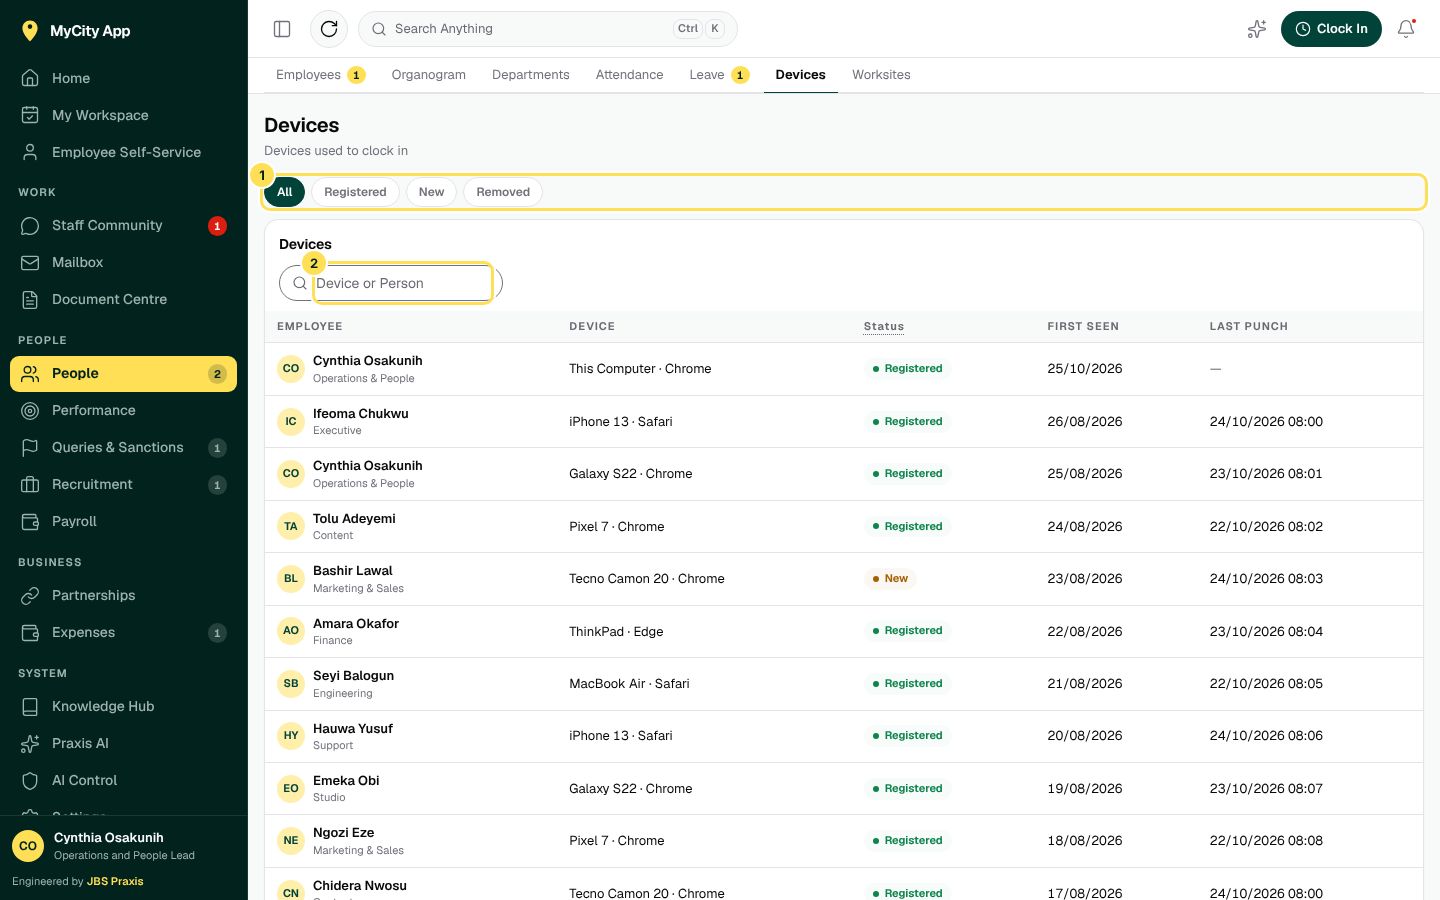 MyCity App
Home
My Workspace
Employee Self-Service
WORK
Staff Community 1
Mailbox
Document Centre
PEOPLE
People 2
Performance
Queries & Sanctions 1
Recruitment 1
Payroll
BUSINESS
Partnerships
Expenses 1
SYSTEM
Knowledge Hub
Praxis AI
AI Control
CO Cynthia Osakunih
Operations and People Lead
Engineered by JBS Praxis
Search Anything Ctrl K
Clock In
Employees 1 Organogram Departments Attendance Leave 1 Devices Worksites
Devices
Devices used to clock in
1
All Registered New Removed
Devices
2
Device or Person
EMPLOYEE DEVICE Status FIRST SEEN LAST PUNCH
CO Cynthia Osakunih This Computer · Chrome Registered 25/10/2026 —
Operations & People
IC Ifeoma Chukwu iPhone 13 · Safari Registered 26/08/2026 24/10/2026 08:00
Executive
CO Cynthia Osakunih Galaxy S22 · Chrome Registered 25/08/2026 23/10/2026 08:01
Operations & People
TA Tolu Adeyemi Pixel 7 · Chrome Registered 24/08/2026 22/10/2026 08:02
Content
BL Bashir Lawal Tecno Camon 20 · Chrome New 23/08/2026 24/10/2026 08:03
Marketing & Sales
AO Amara Okafor ThinkPad · Edge Registered 22/08/2026 23/10/2026 08:04
Finance
SB Seyi Balogun MacBook Air · Safari Registered 21/08/2026 22/10/2026 08:05
Engineering
HY Hauwa Yusuf iPhone 13 · Safari Registered 20/08/2026 24/10/2026 08:06
Support
EO Emeka Obi Galaxy S22 · Chrome Registered 19/08/2026 23/10/2026 08:07
Studio
NE Ngozi Eze Pixel 7 · Chrome Registered 18/08/2026 22/10/2026 08:08
Marketing & Sales
CN Chidera Nwosu Tecno Camon 20 · Chrome Registered 17/08/2026 24/10/2026 08:00